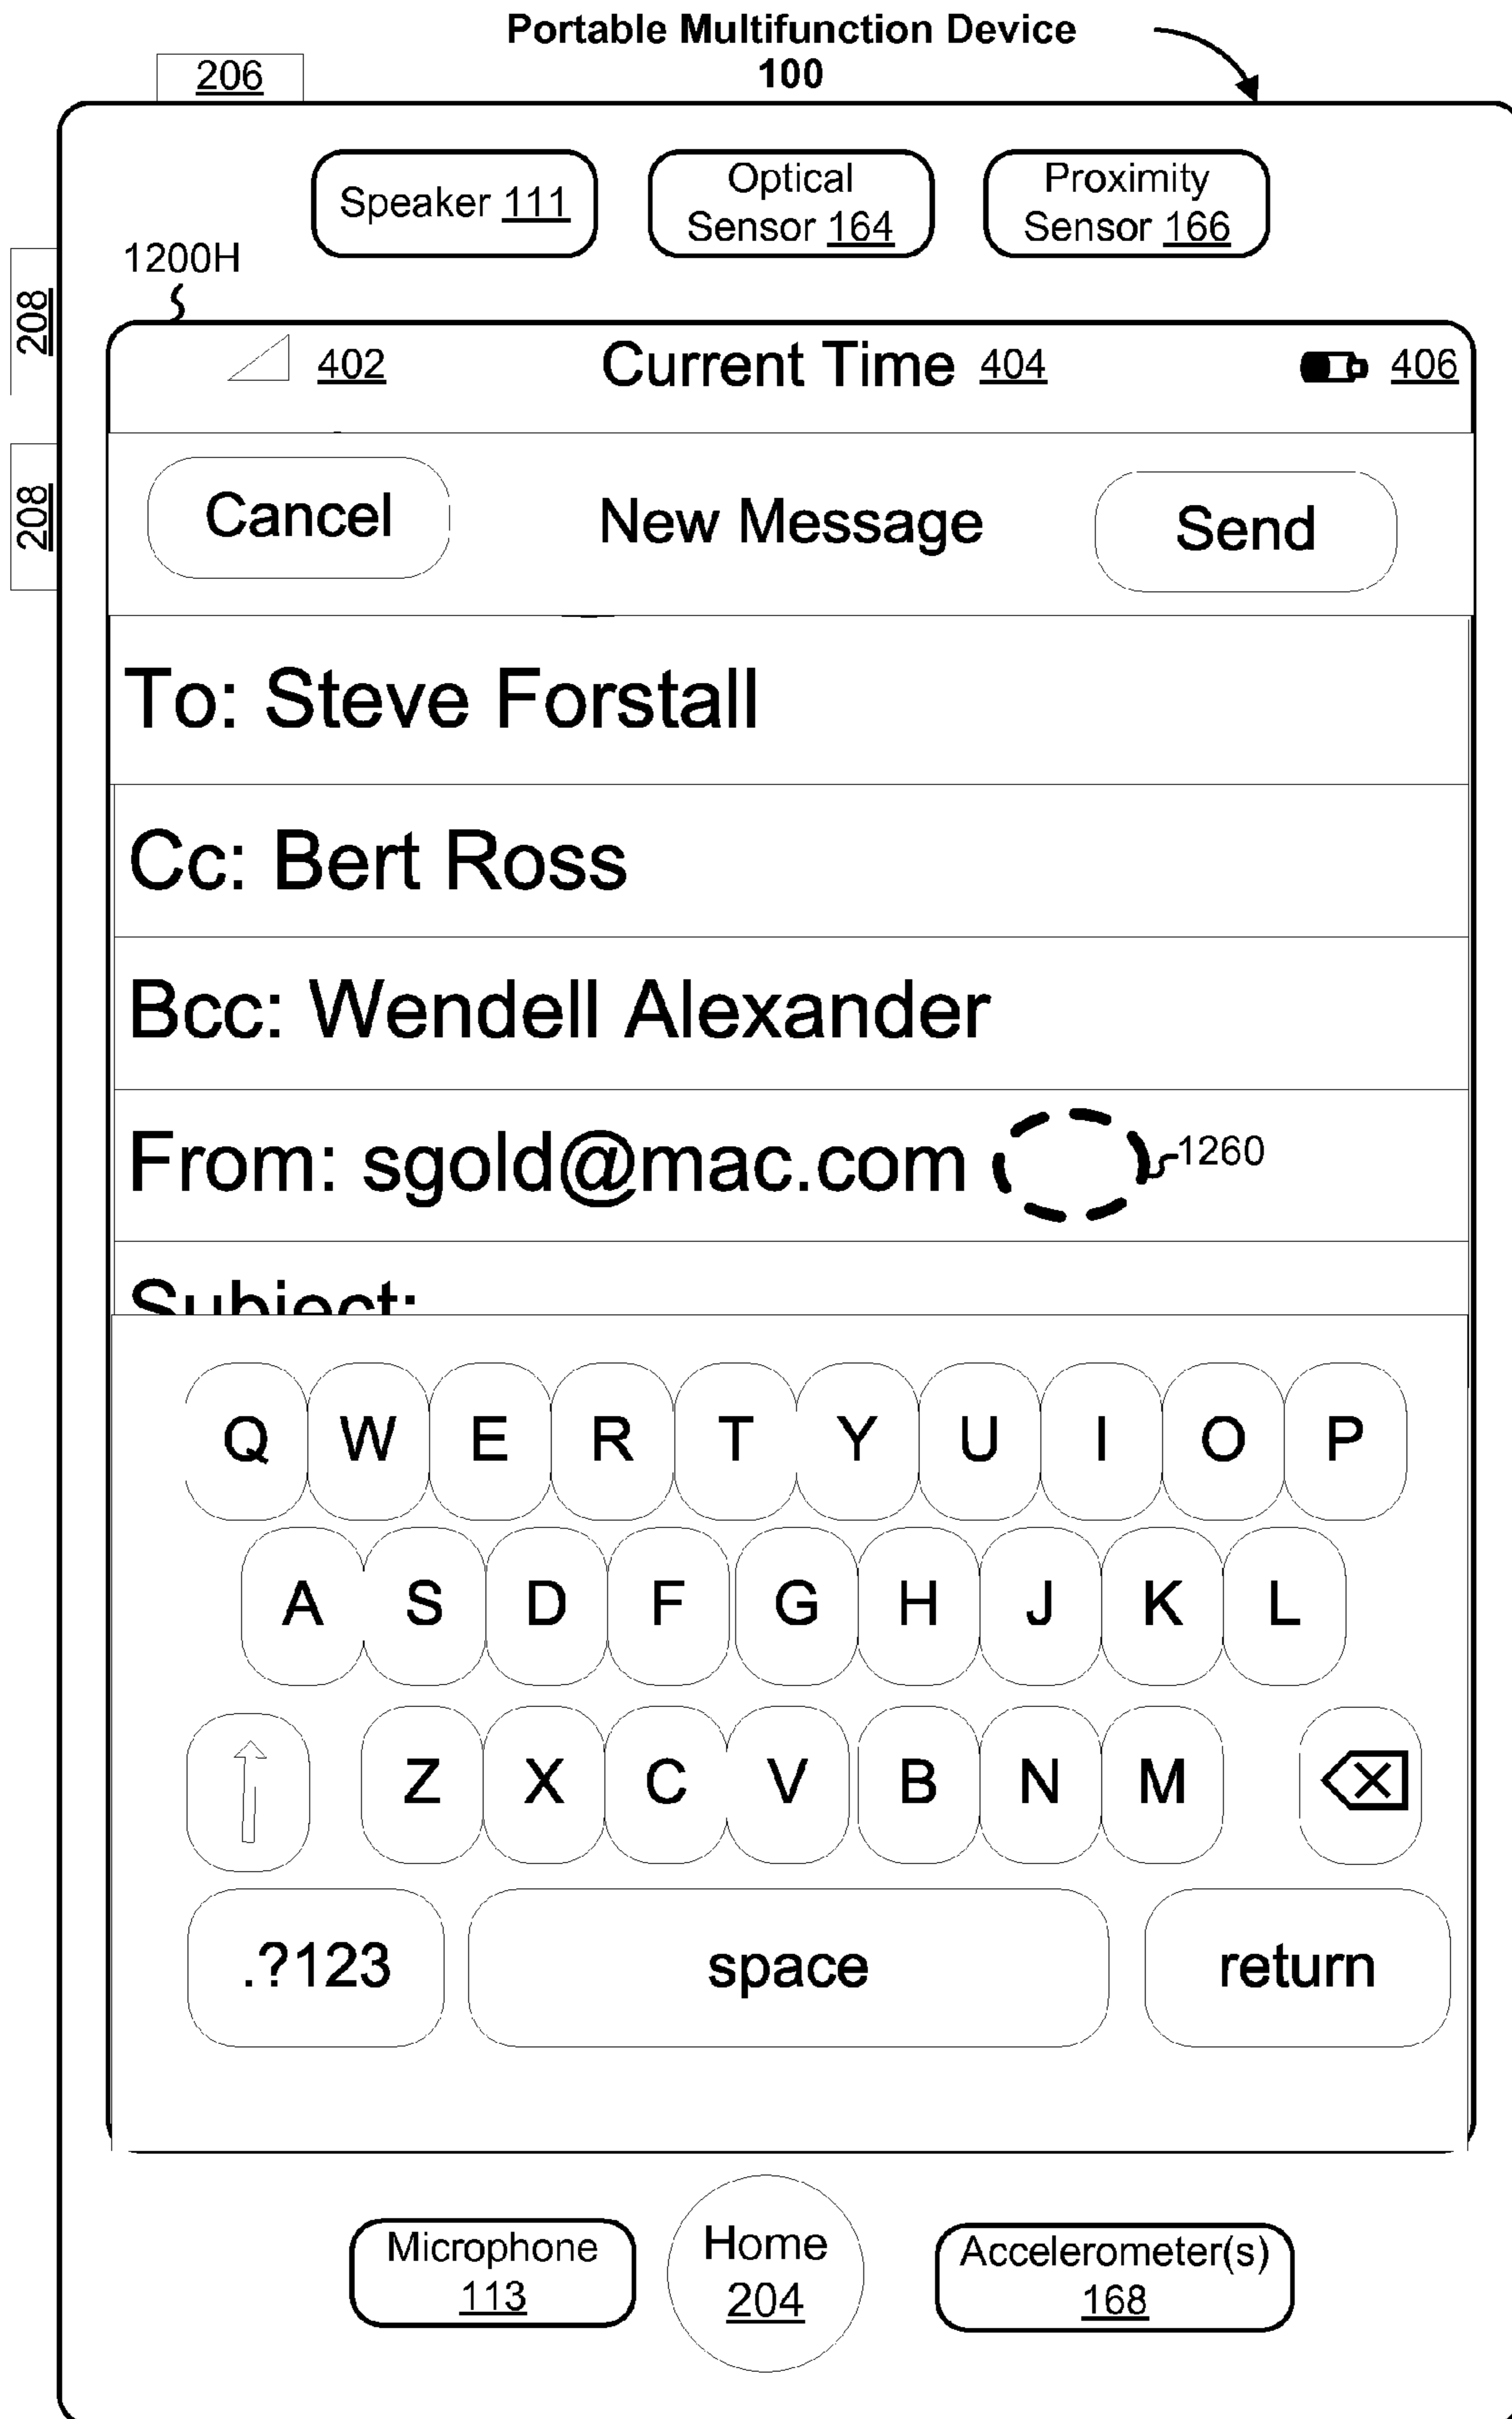 Portable Multifunction Device
100
206
Speaker 111
Optical
Sensor 164
Proximity
Sensor 166
1200H
208
402 Current Time 404 406
208
Cancel New Message Send
To: Steve Forstall
Cc: Bert Ross
Bcc: Wendell Alexander
From: sgold@mac.com 1260
Subject:
Q W E R T Y U I O P
A S D F G H J K L
Z X C V B N M
.?123 space return
Microphone
113
Home
204
Accelerometer(s)
168